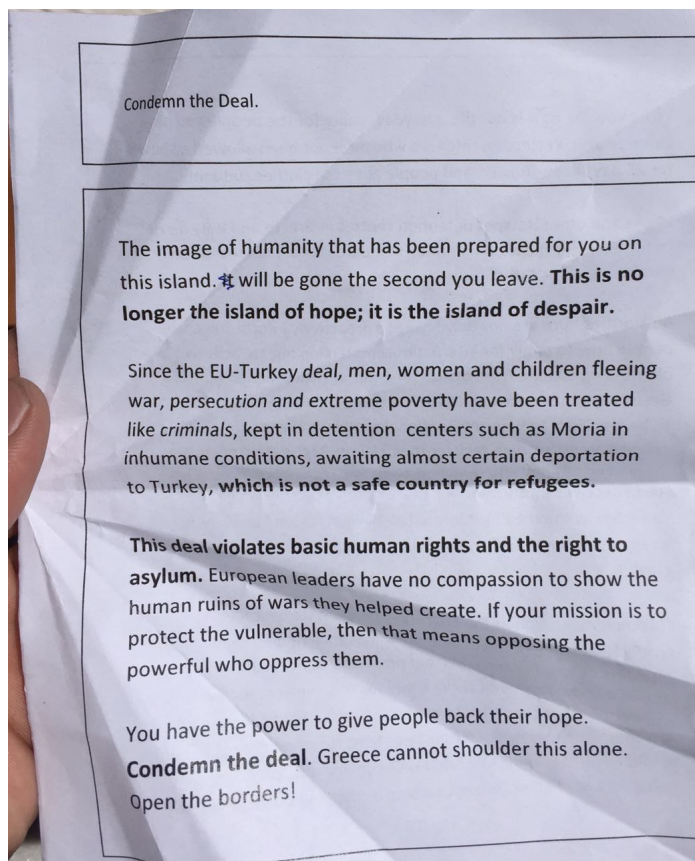 Condemn the Deal.
The image of humanity that has been prepared for you on
this island. It will be gone the second you leave. This is no
longer the island of hope; it is the island of despair.
Since the EU-Turkey deal, men, women and children fleeing
war, persecution and extreme poverty have been treated
like criminals, kept in detention centers such as Moria in
inhumane conditions, awaiting almost certain deportation
to Turkey, which is not a safe country for refugees.
This deal violates basic human rights and the right to
asylum. European leaders have no compassion to show the
human ruins of wars they helped create. If your mission is to
protect the vulnerable, then that means opposing the
powerful who oppress them.
You have the power to give people back their hope.
Condemn the deal. Greece cannot shoulder this alone.
Open the borders!